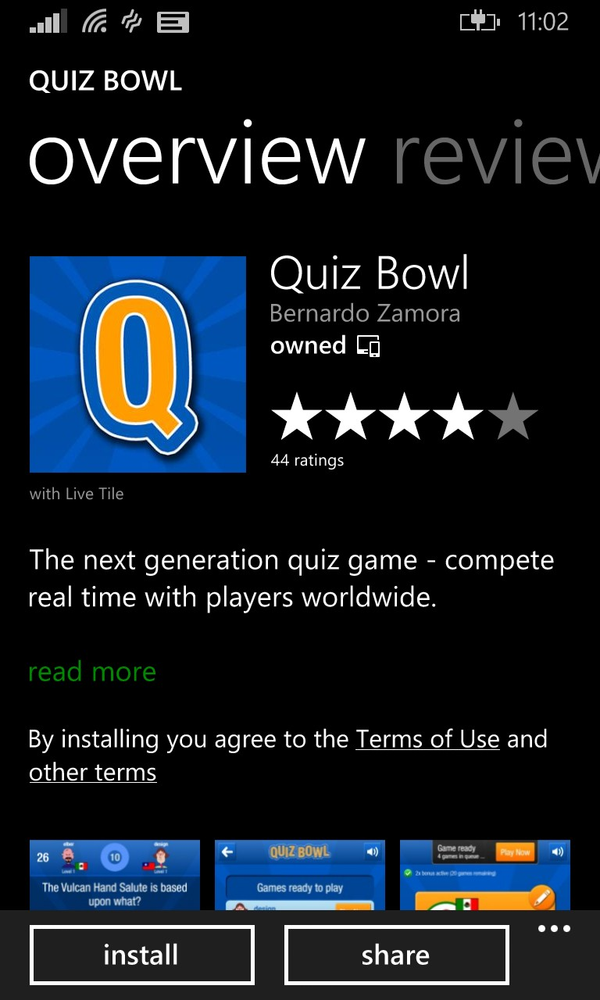 11:02
QUIZ BOWL
overview review
Quiz Bowl
Bernardo Zamora
owned
44 ratings
Q
with Live Tile
The next generation quiz game - compete
real time with players worldwide.
read more
By installing you agree to the Terms of Use and
other terms
26
elber
Level 1
10
design
Level 1
The Vulcan Hand Salute is based
upon what?
QUIZ BOWL
Games ready to play
design
Game ready
4 games in queue ...
Play Now
2x bonus active (20 games remaining)
install
share